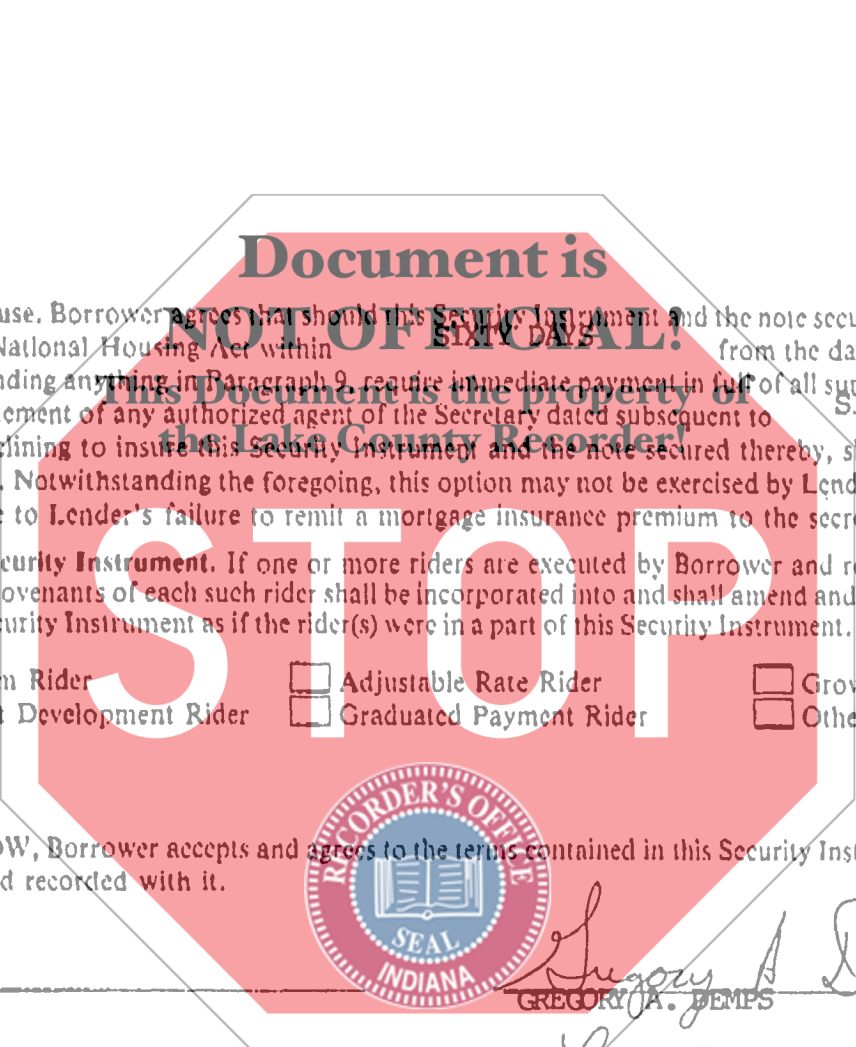 Document is
NOT OFFICIAL!
This Document is the property of
the Lake County Recorder!
STOP
use. Borrower agrees that should this Security Instrument and the note secu
National Housing Act within SIXTY DAYS from the da
nding anything in Paragraph 9, require immediate payment in full of all sum
ement of any authorized agent of the Secretary dated subsequent to S
lining to insure this Security Instrument and the note secured thereby, s
. Notwithstanding the foregoing, this option may not be exercised by Lend
e to Lender's failure to remit a mortgage insurance premium to the secre
curity Instrument. If one or more riders are executed by Borrower and re
ovenants of each such rider shall be incorporated into and shall amend and
curity Instrument as if the rider(s) were in a part of this Security Instrument.
m Rider Adjustable Rate Rider Grow
t Development Rider Graduated Payment Rider Othe
OW, Borrower accepts and agrees to the terms contained in this Security Inst
d recorded with it.
RECORDER'S OFFICE
SEAL
INDIANA
Gregory A D
GREGORY A. DEMPS